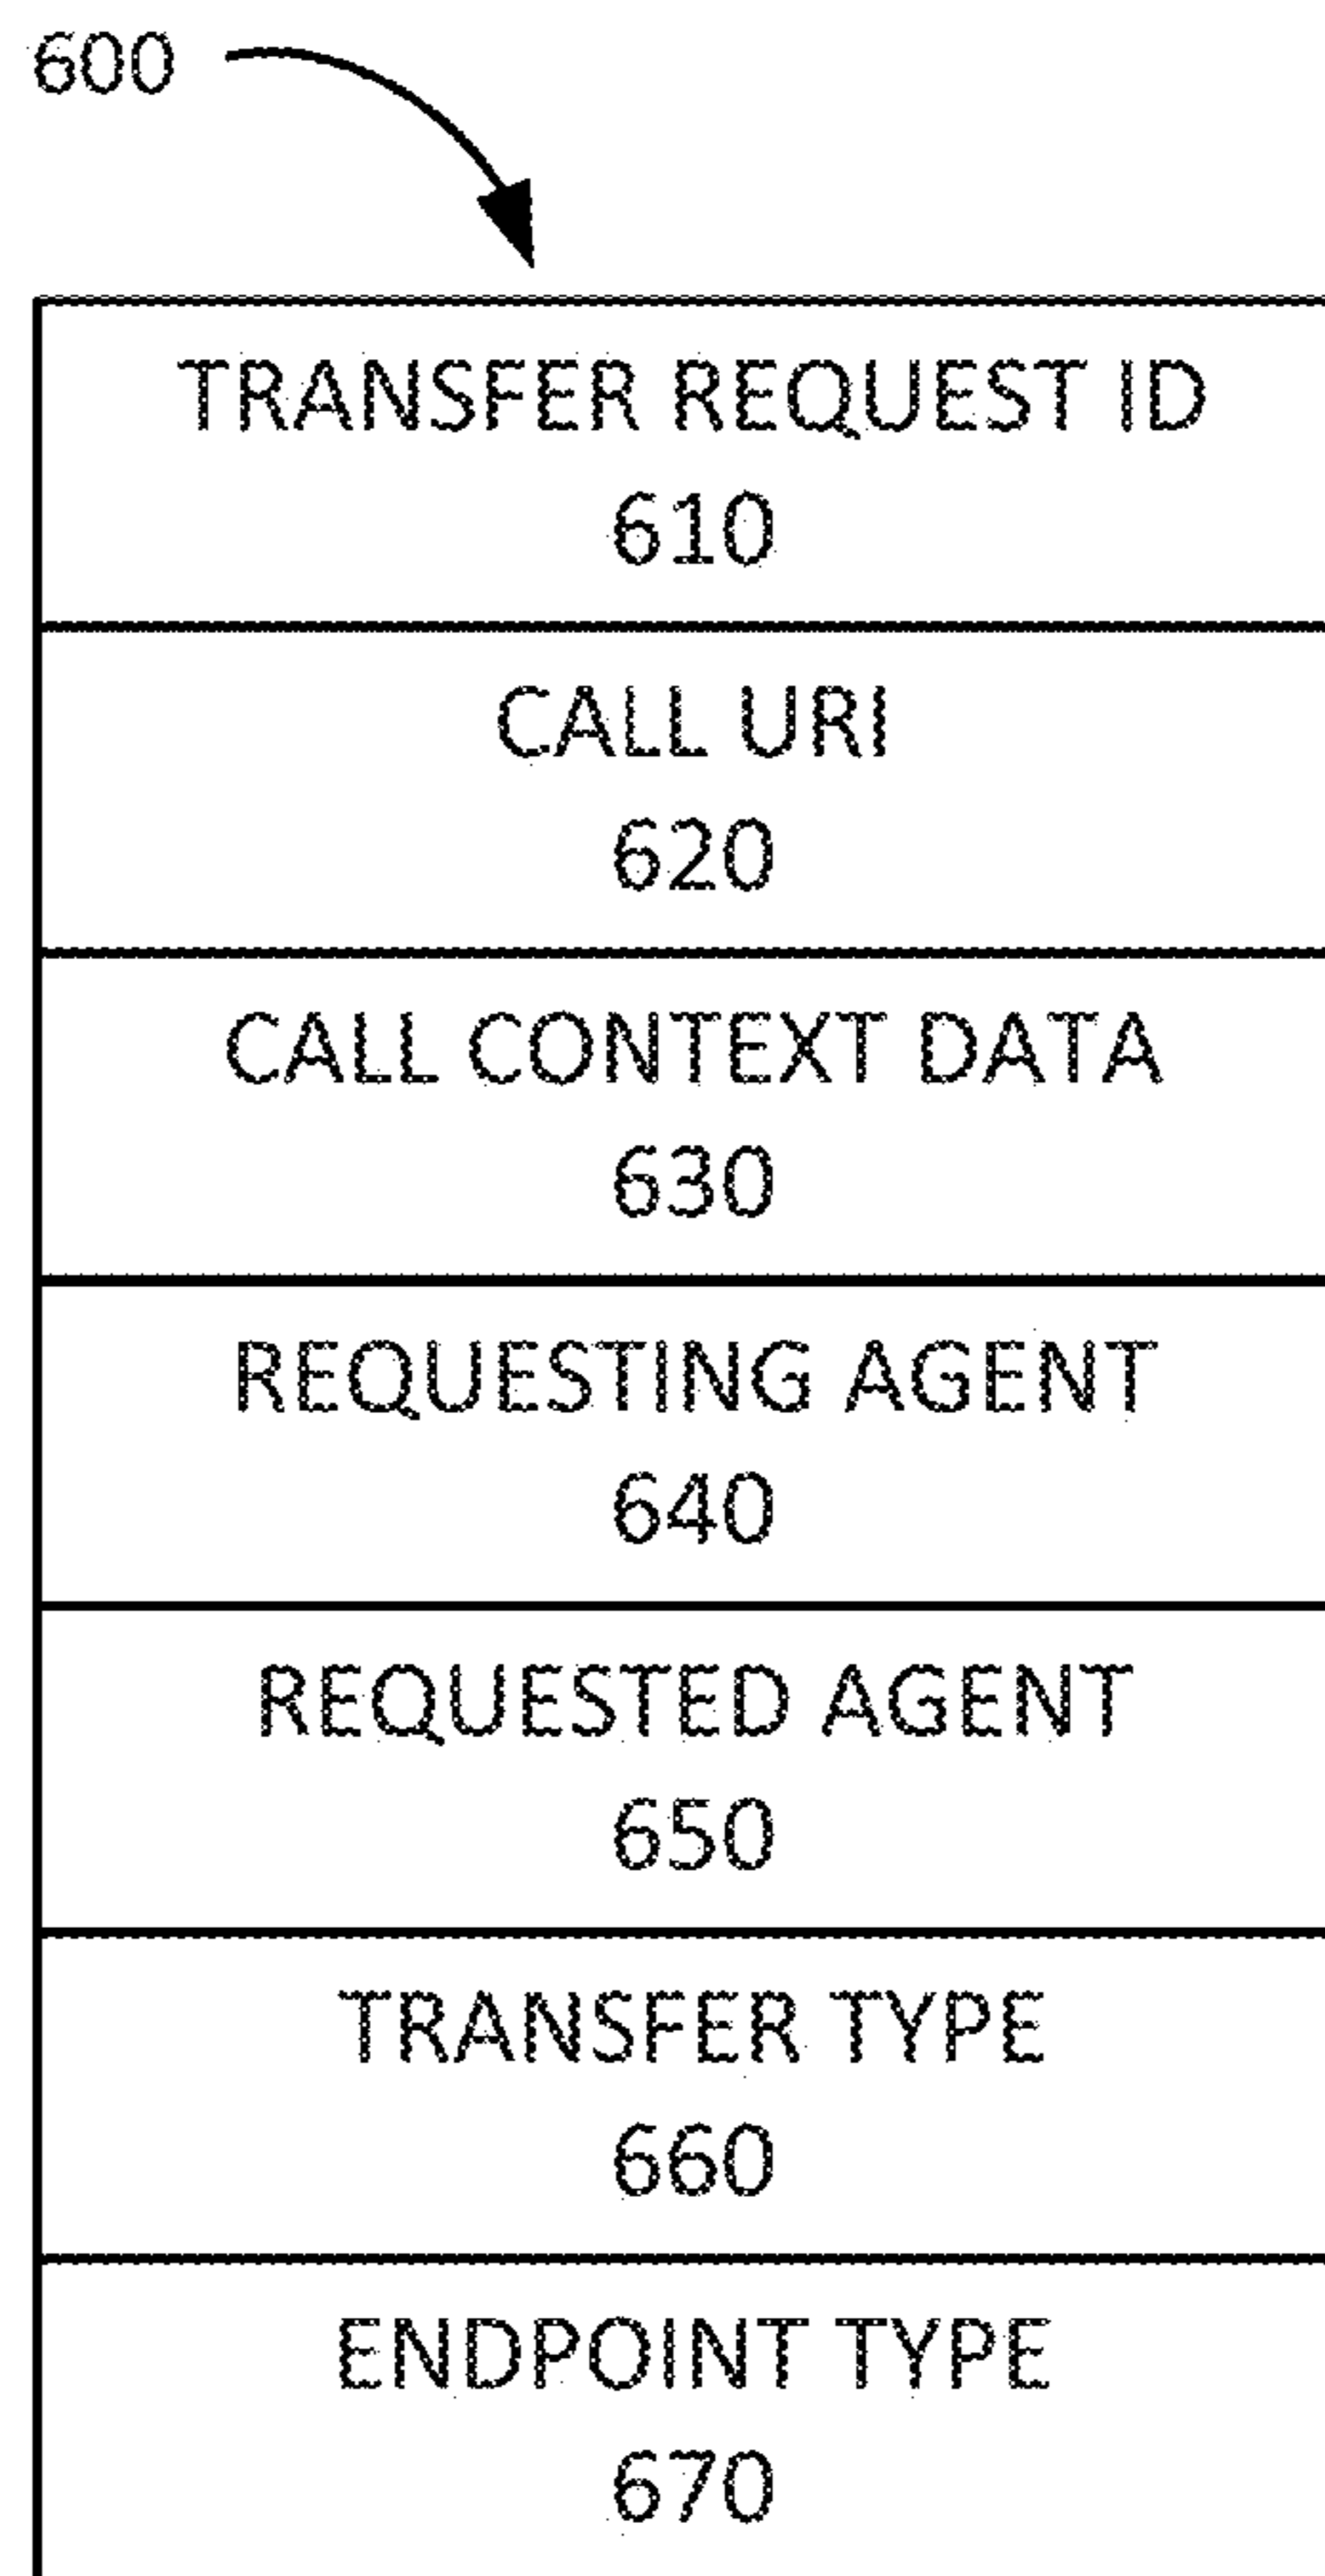 600
TRANSFER REQUEST ID
610
CALL URI
620
CALL CONTEXT DATA
630
REQUESTING AGENT
640
REQUESTED AGENT
650
TRANSFER TYPE
660
ENDPOINT TYPE
670